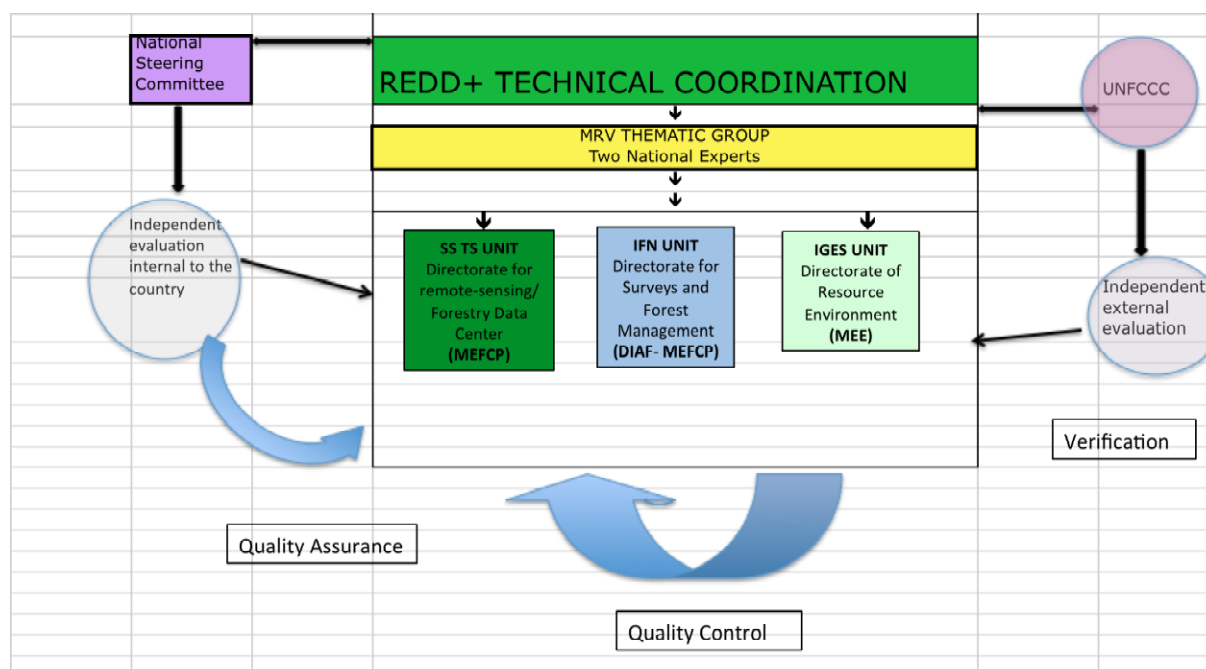 National
Steering
Committee
REDD+ TECHNICAL COORDINATION
UNFCCC
MRV THEMATIC GROUP
Two National Experts
Independent
evaluation
internal to the
country
SS TS UNIT
Directorate for
remote-sensing/
Forestry Data
Center
(MEFCP)
IFN UNIT
Directorate for
Surveys and
Forest
Management
(DIAF- MEFCP)
IGES UNIT
Directorate of
Resource
Environment
(MEE)
Independent
external
evaluation
Verification
Quality Assurance
Quality Control